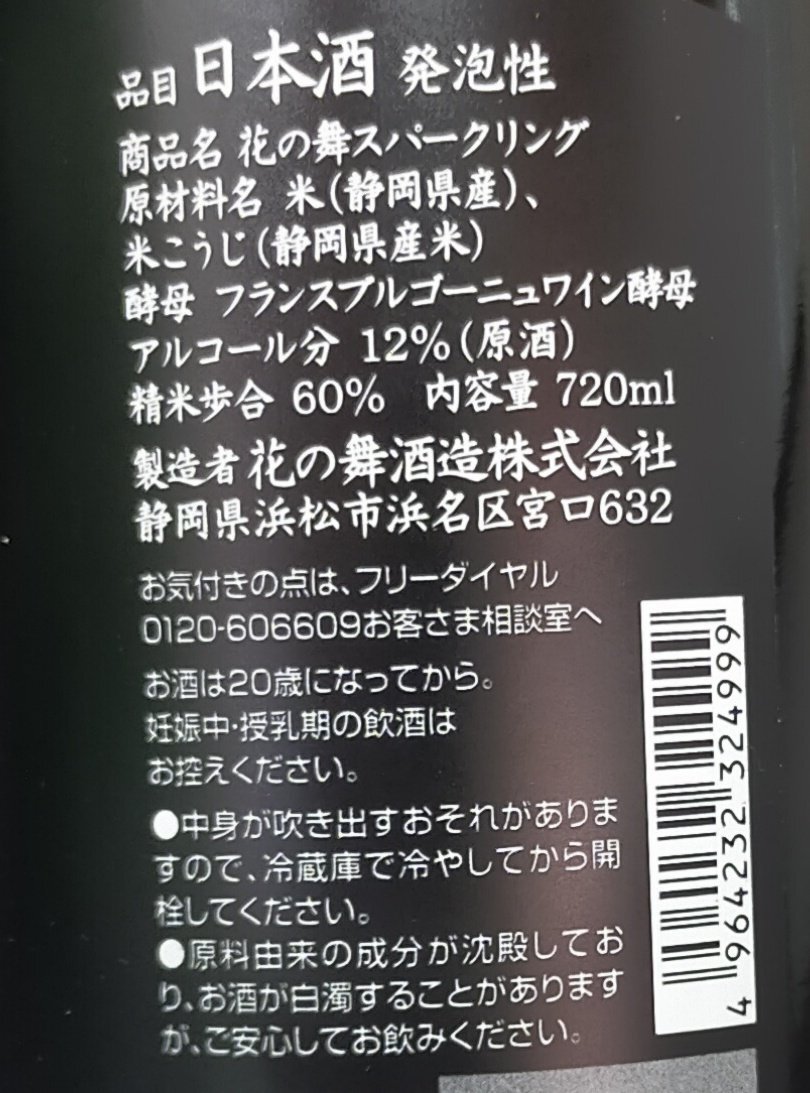 品目 日本酒 発泡性
商品名 花の舞スパークリング
原材料名 米(静岡県産)、
米こうじ(静岡県産米)
酵母 フランスブルゴーニュワイン酵母
アルコール分 12%(原酒)
精米歩合 60% 内容量 720ml
製造者 花の舞酒造株式会社
静岡県浜松市浜名区宮口632
お気付きの点は、フリーダイヤル
0120-606609お客さま相談室へ
お酒は20歳になってから。
妊娠中・授乳期の飲酒は
お控えください。
●中身が吹き出すおそれがありま
すので、冷蔵庫で冷やしてから開
栓してください。
●原料由来の成分が沈殿してお
り、お酒が白濁することがあります
が、ご安心してお飲みください。
4 964232 324999